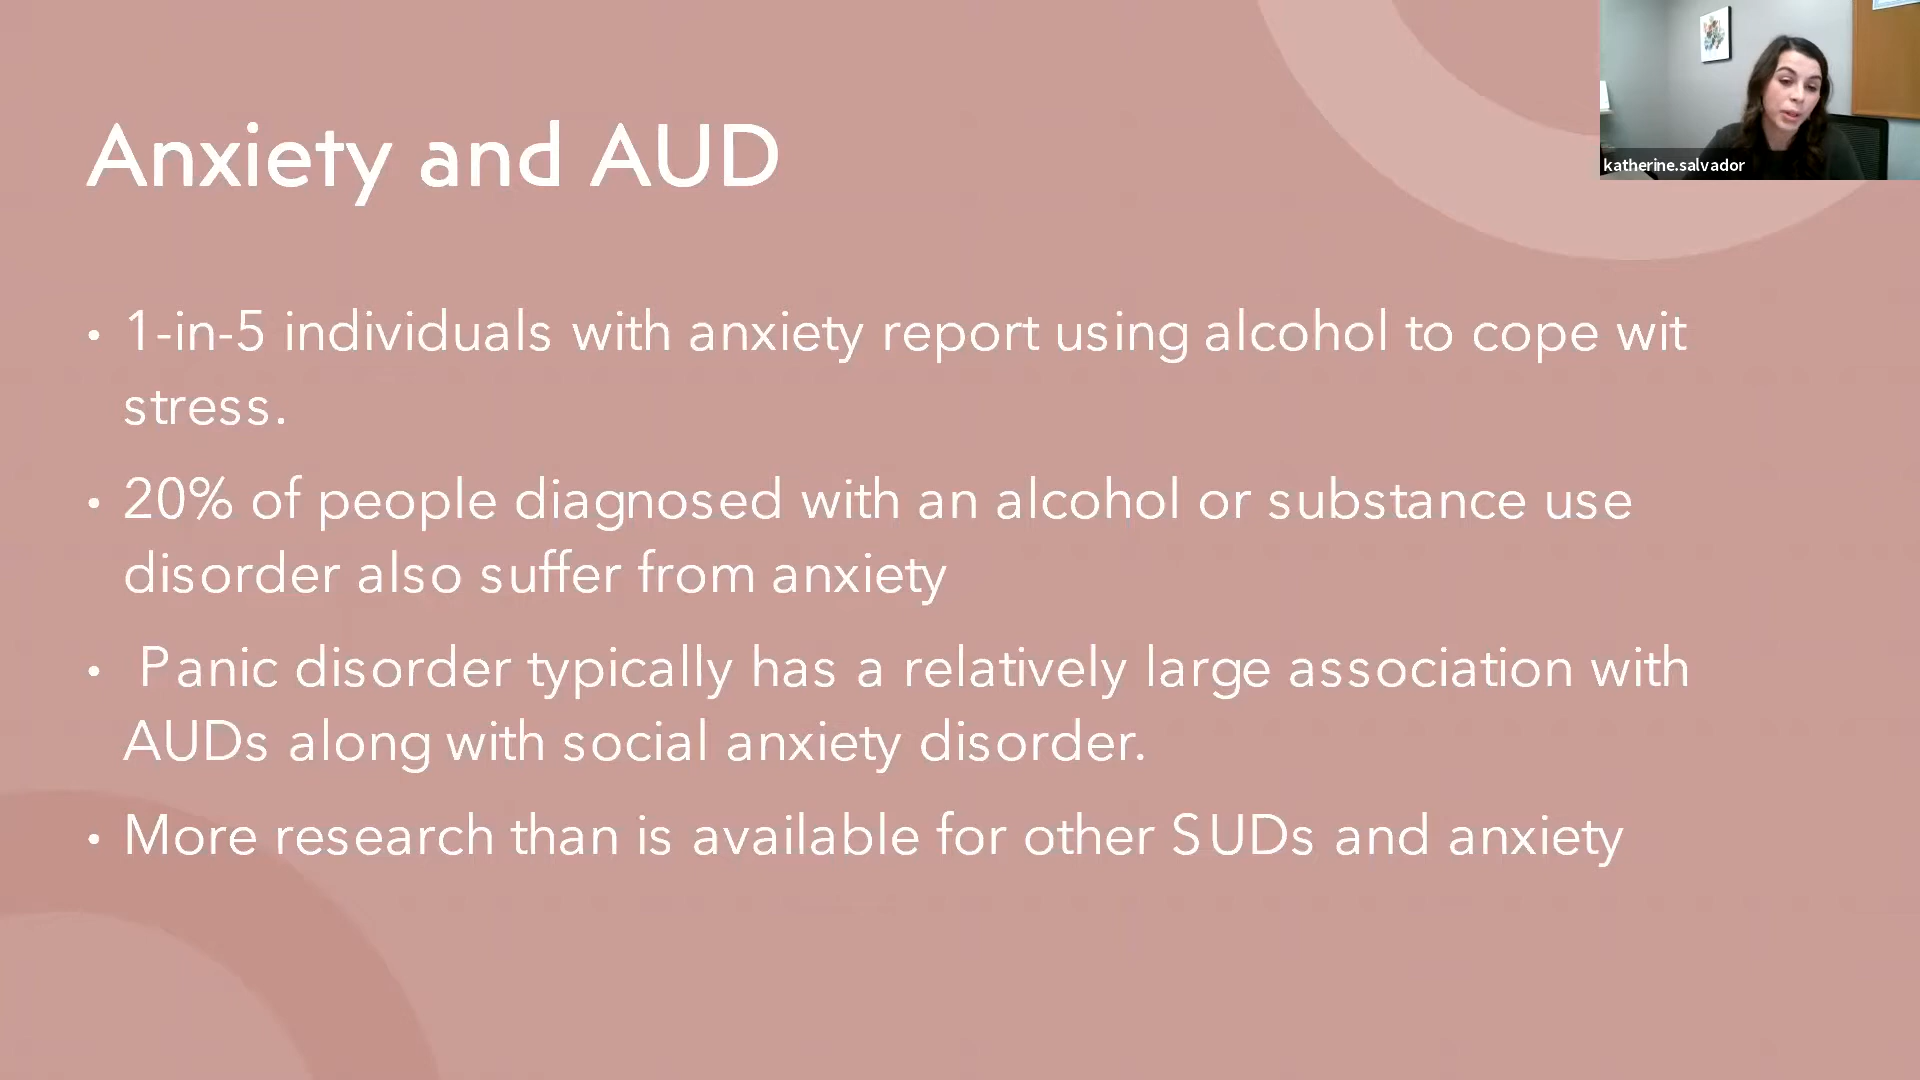 Anxiety and AUD
katherine.salvador
• 1-in-5 individuals with anxiety report using alcohol to cope wit
stress.
• 20% of people diagnosed with an alcohol or substance use
disorder also suffer from anxiety
• Panic disorder typically has a relatively large association with
AUDs along with social anxiety disorder.
• More research than is available for other SUDs and anxiety